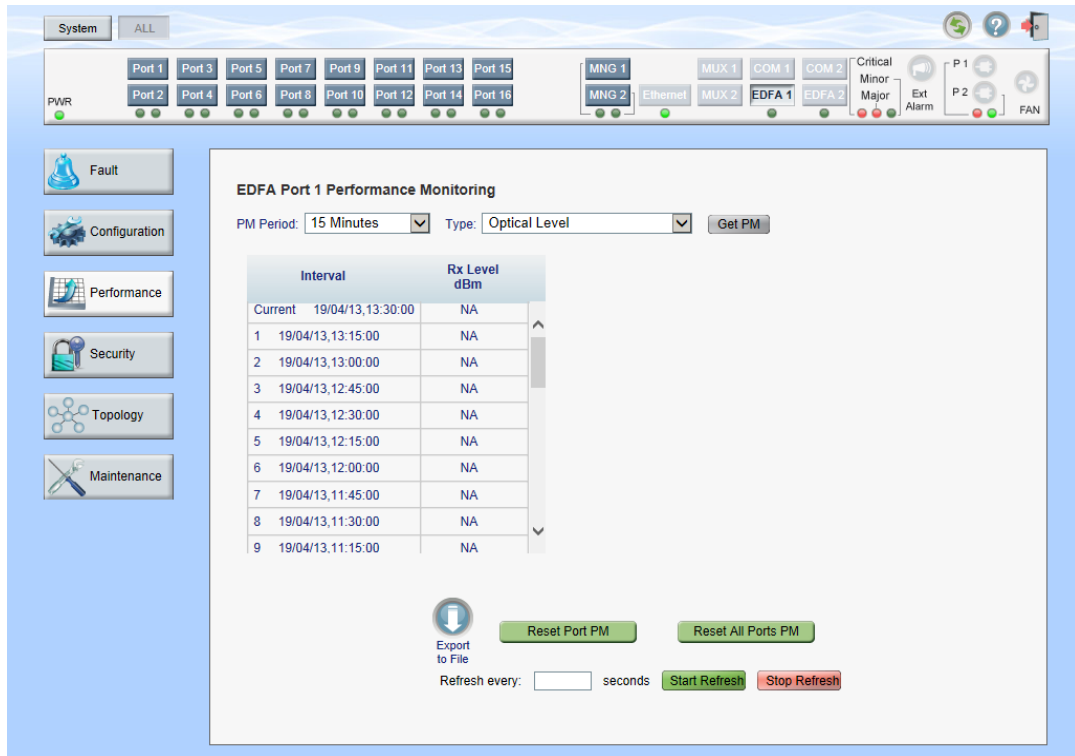 System ALL
Port 1 Port 3 Port 5 Port 7 Port 9 Port 11 Port 13 Port 15 MNG 1 MUX 1 COM 1 COM 2 Critical P 1
Minor
Port 2 Port 4 Port 6 Port 8 Port 10 Port 12 Port 14 Port 16 MNG 2 Ethernet MUX 2 EDFA 1 EDFA 2 Major Ext P 2
PWR Alarm FAN
Fault
Configuration
Performance
Security
Topology
Maintenance
EDFA Port 1 Performance Monitoring
PM Period: 15 Minutes Type: Optical Level Get PM
Interval Rx Level
dBm
Current 19/04/13,13:30:00 NA
1 19/04/13,13:15:00 NA
2 19/04/13,13:00:00 NA
3 19/04/13,12:45:00 NA
4 19/04/13,12:30:00 NA
5 19/04/13,12:15:00 NA
6 19/04/13,12:00:00 NA
7 19/04/13,11:45:00 NA
8 19/04/13,11:30:00 NA
9 19/04/13,11:15:00 NA
Export
to File
Reset Port PM Reset All Ports PM
Refresh every: seconds Start Refresh Stop Refresh